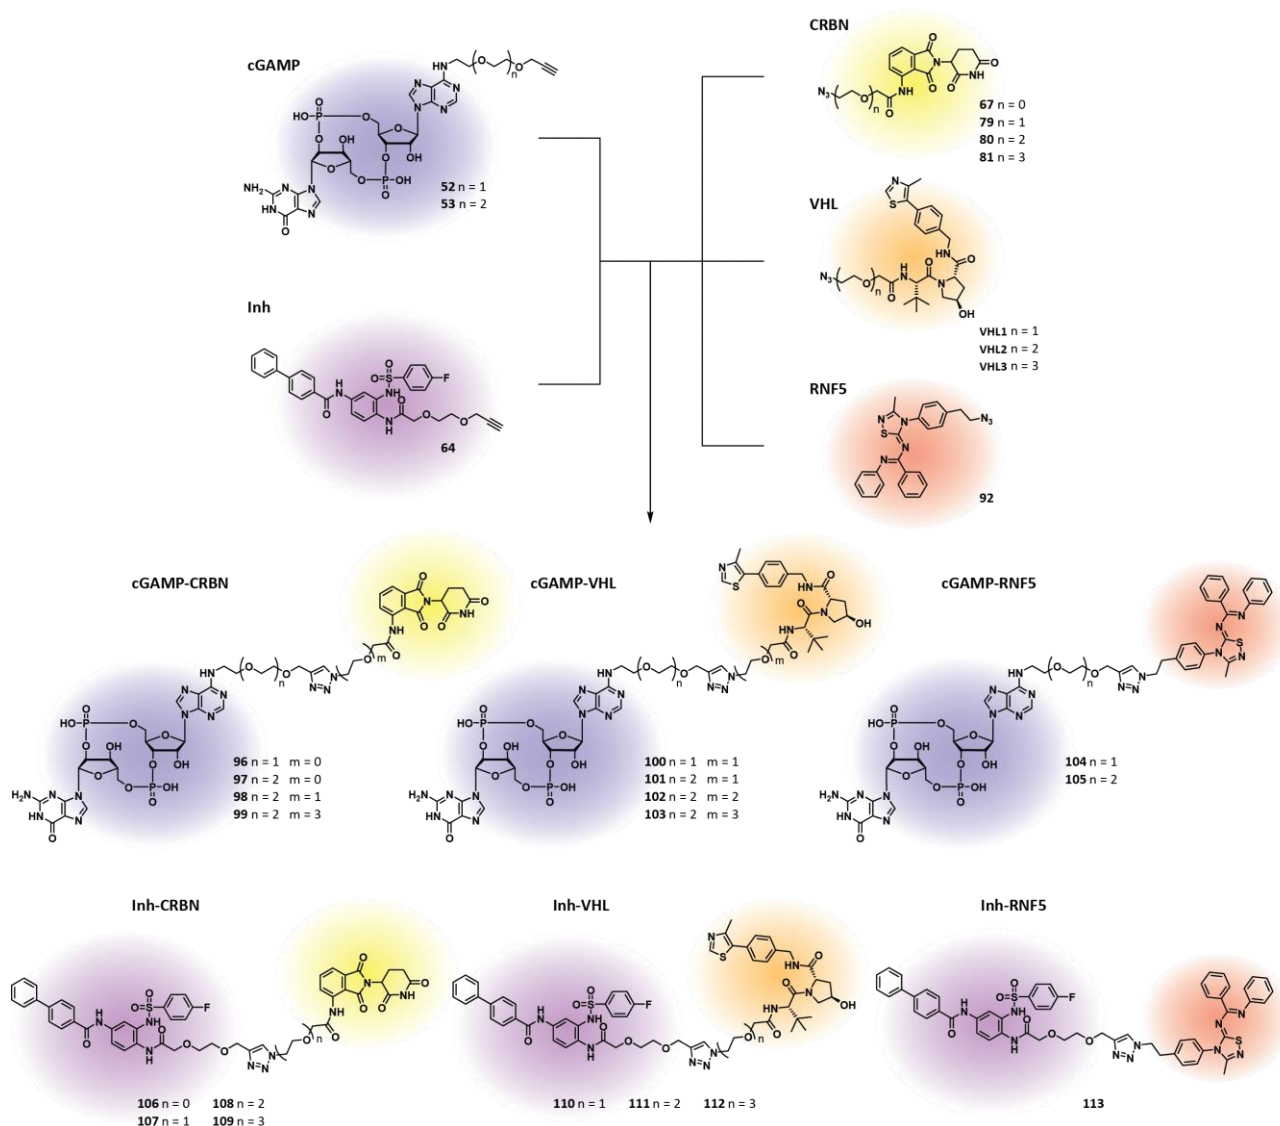 cGAMP
52 n = 1
53 n = 2
Inh
64
CRBN
67 n = 0
79 n = 1
80 n = 2
81 n = 3
VHL
VHL1 n = 1
VHL2 n = 2
VHL3 n = 3
RNF5
92
cGAMP-CRBN
96 n = 1 m = 0
97 n = 2 m = 0
98 n = 2 m = 1
99 n = 2 m = 3
cGAMP-VHL
100 n = 1 m = 1
101 n = 2 m = 1
102 n = 2 m = 2
103 n = 2 m = 3
cGAMP-RNF5
104 n = 1
105 n = 2
Inh-CRBN
106 n = 0 108 n = 2
107 n = 1 109 n = 3
Inh-VHL
110 n = 1 111 n = 2 112 n = 3
Inh-RNF5
113